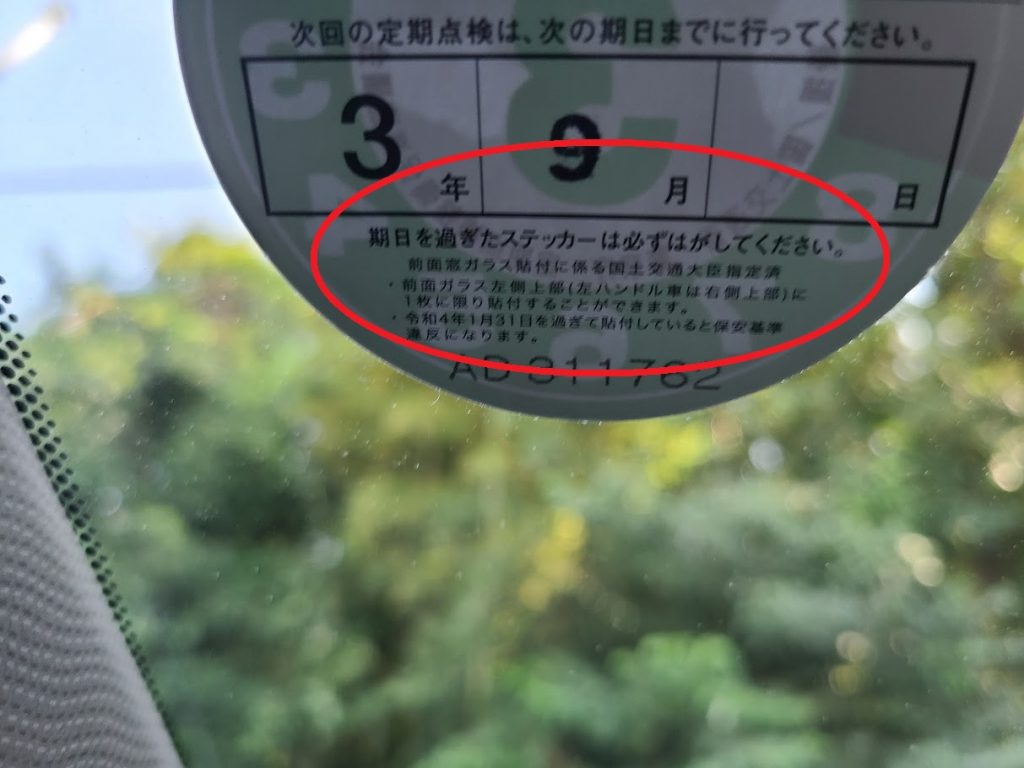 次回の定期点検は、次の期日までに行ってください。
3年 9月 日
期日を過ぎたステッカーは必ずはがしてください。
前面窓ガラス貼付に係る国土交通大臣指定済
・前面ガラス左側上部(左ハンドル車は右側上部)に
1枚に限り貼付することができます。
・令和4年1月31日を過ぎて貼付していると保安基準
違反になります。
AD 311762